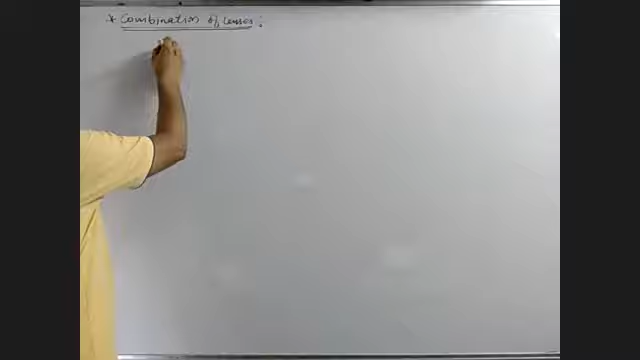 * Combination of Lenses :